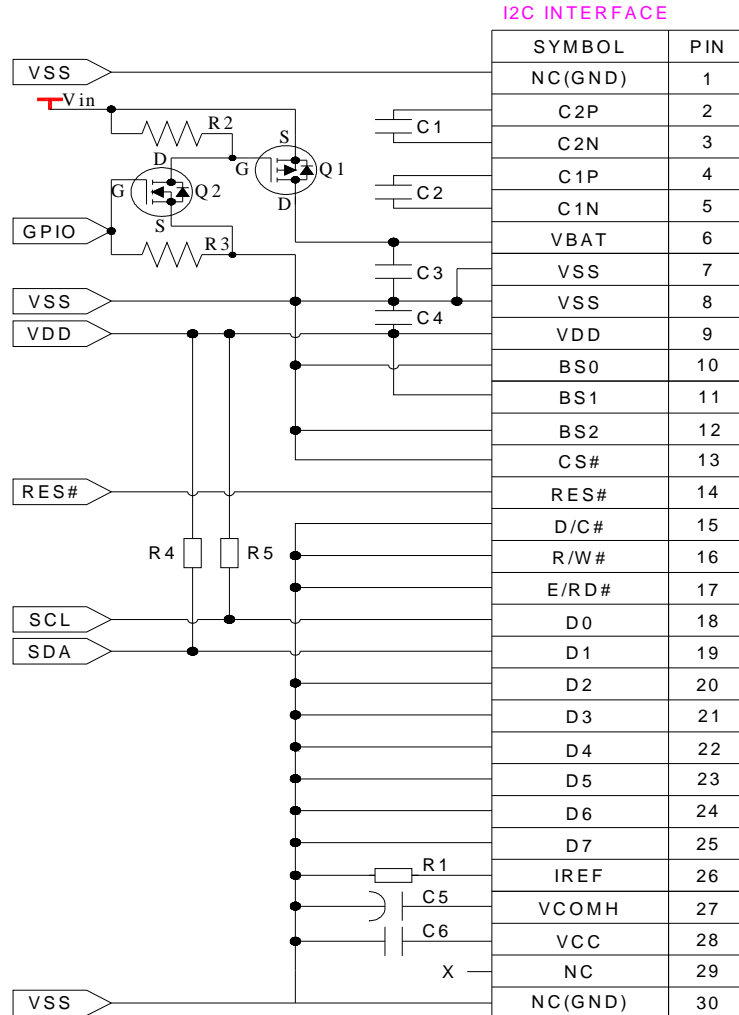 I2C INTERFACE
SYMBOL PIN
VSS NC(GND) 1
Vin
C2P 2
R2 C1
S
C2N 3
D G Q1
C1P 4
G Q2 C2
D
C1N 5
S
GPIO R3 VBAT 6
C3 VSS 7
VSS VSS 8
C4
VDD VDD 9
BS0 10
BS1 11
BS2 12
CS# 13
RES# RES# 14
D/C# 15
R4 R5 R/W# 16
E/RD# 17
SCL D0 18
SDA D1 19
D2 20
D3 21
D4 22
D5 23
D6 24
D7 25
R1 IREF 26
C5 VCOMH 27
C6 VCC 28
X NC 29
VSS NC(GND) 30